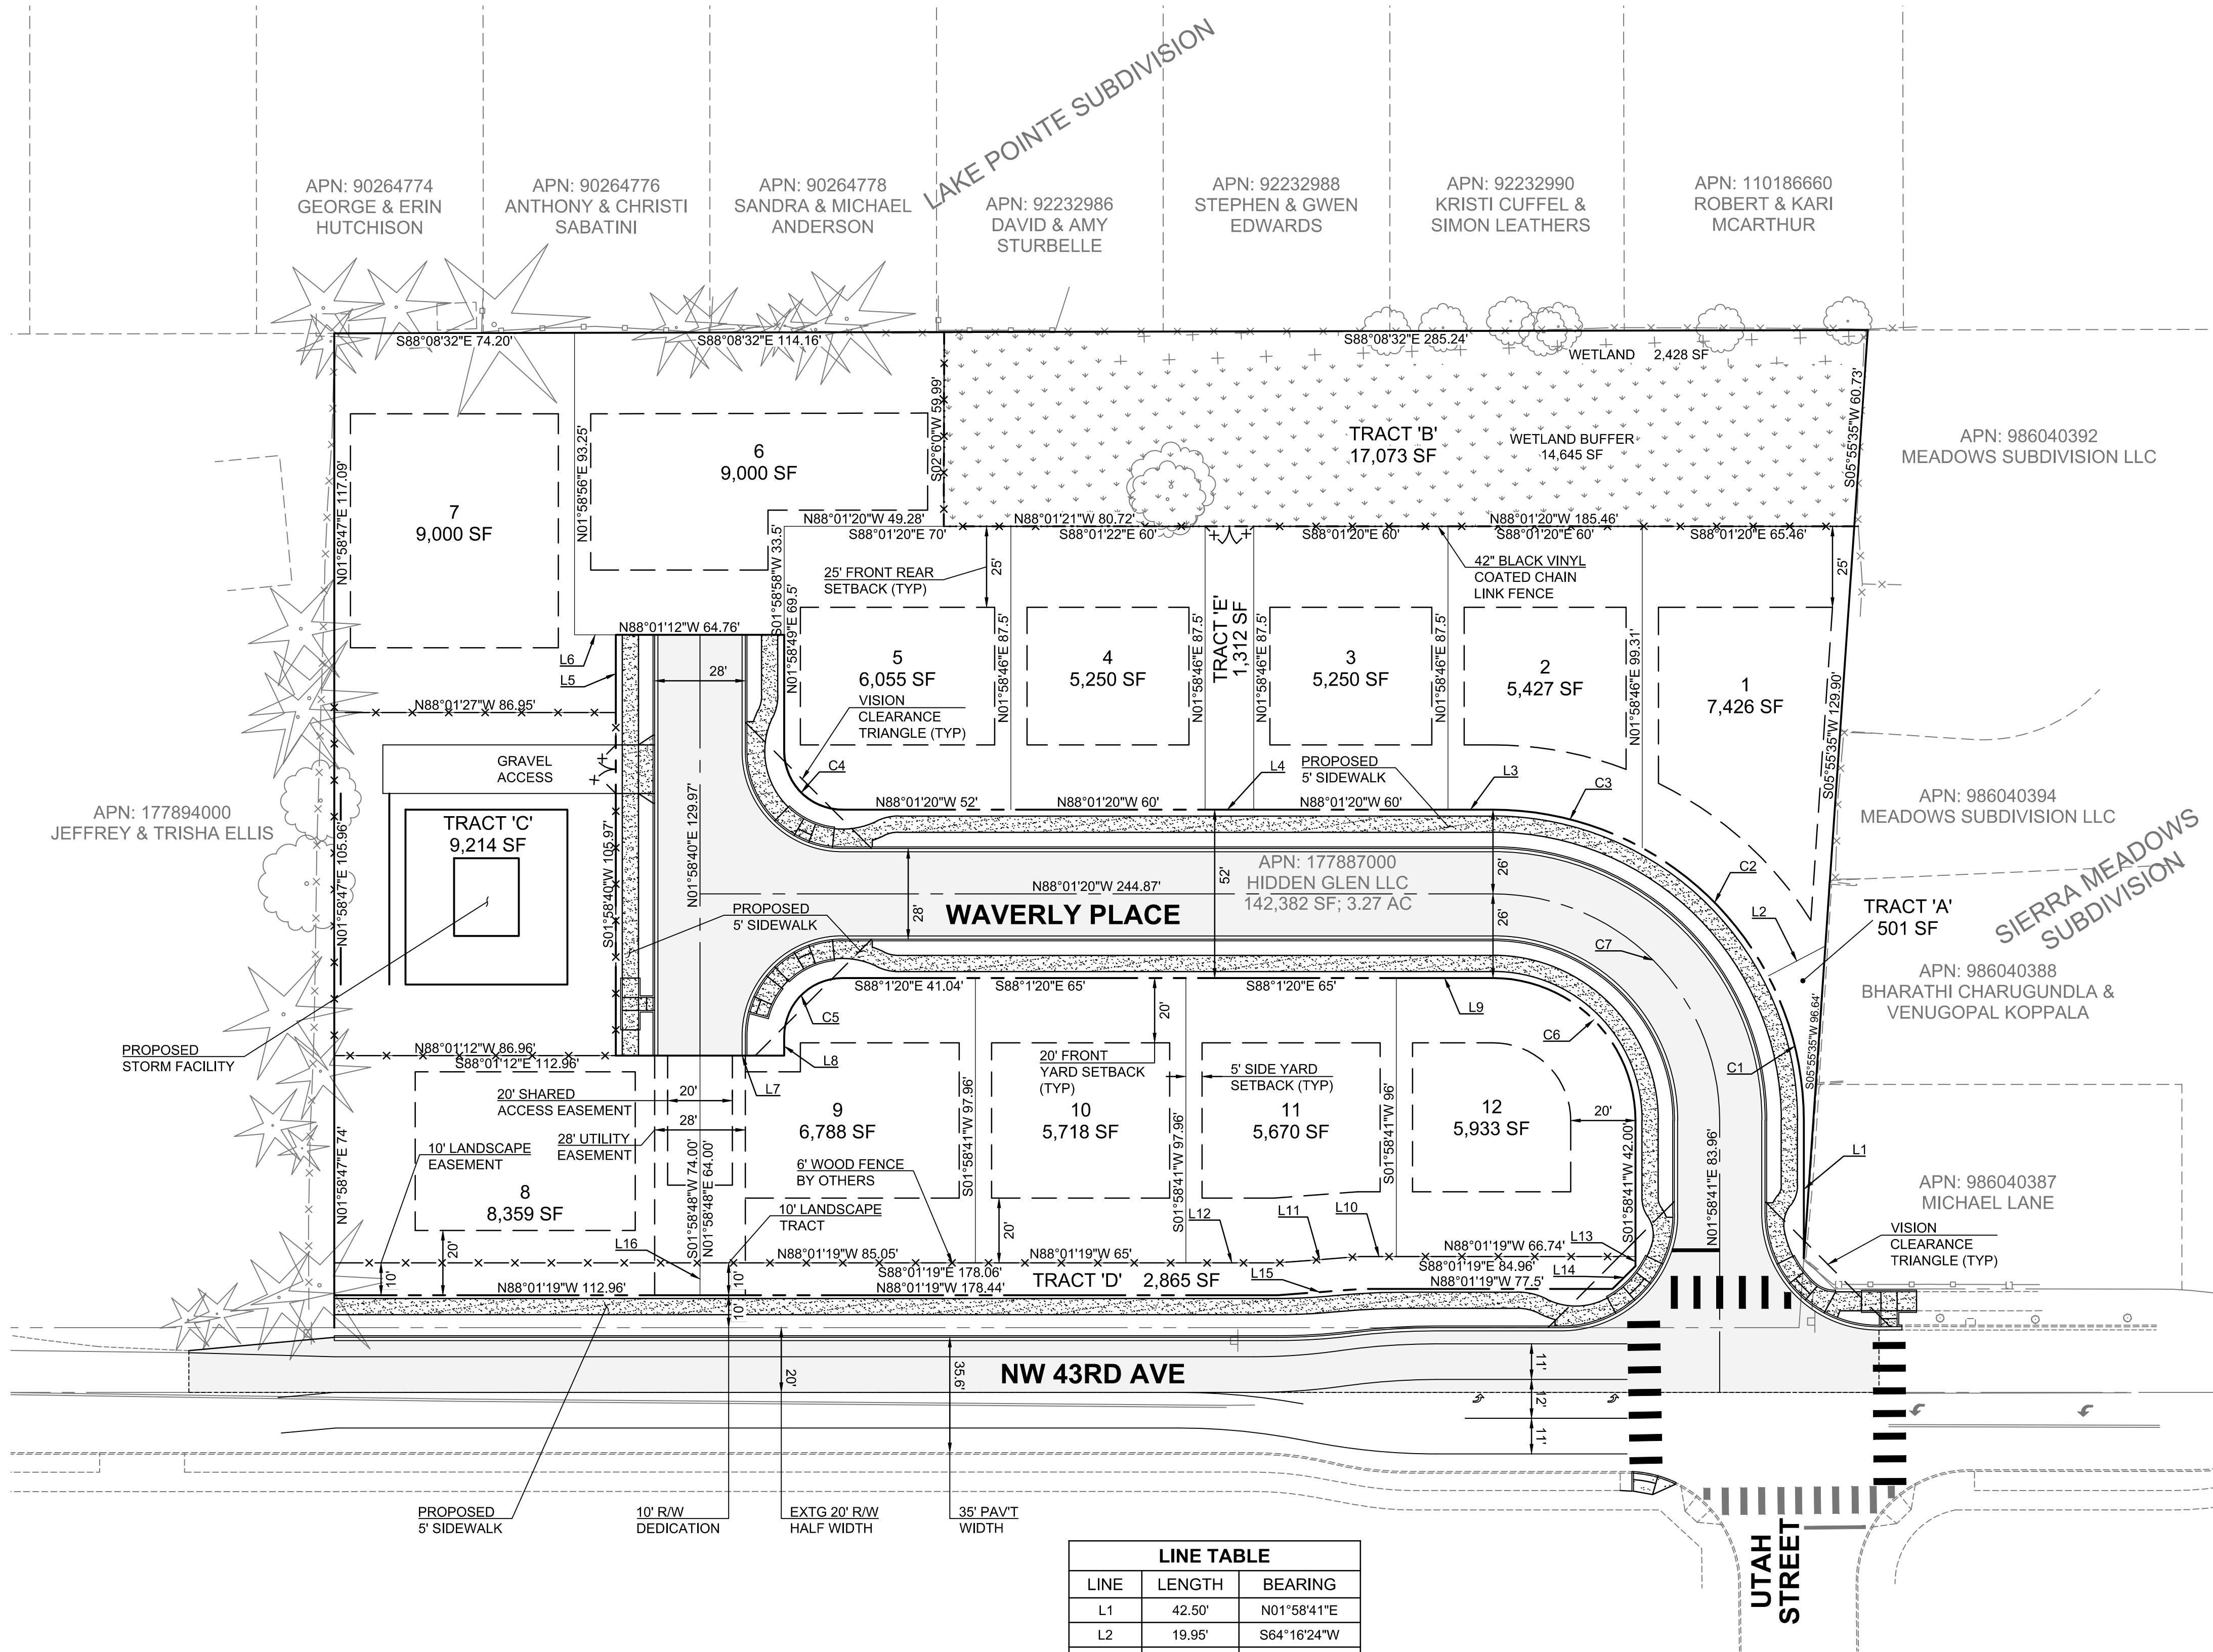 LAKE POINTE SUBDIVISION
APN: 90264774
GEORGE & ERIN
HUTCHISON
APN: 90264776
ANTHONY & CHRISTI
SABATINI
APN: 90264778
SANDRA & MICHAEL
ANDERSON
APN: 92232986
DAVID & AMY
STURBELLE
APN: 92232988
STEPHEN & GWEN
EDWARDS
APN: 92232990
KRISTI CUFFEL &
SIMON LEATHERS
APN: 110186660
ROBERT & KARI
MCARTHUR
S88°08'32"E 74.20'
S88°08'32"E 114.16'
S88°08'32"E 285.24'
WETLAND 2,428 SF
N01°58'47"E 117.09'
7
9,000 SF
N01°58'56"E 93.25'
6
9,000 SF
S02°6'0"W 59.99'
TRACT 'B'
17,073 SF
WETLAND BUFFER
14,645 SF
S05°55'35"W 60.73'
APN: 986040392
MEADOWS SUBDIVISION LLC
N88°01'20"W 49.28'
N88°01'21"W 80.72'
N88°01'20"W 185.46'
S88°01'20"E 70'
S88°01'22"E 60'
S88°01'20"E 60'
S88°01'20"E 60'
S88°01'20"E 65.46'
S01°58'58"W 33.5'
25' FRONT REAR
SETBACK (TYP)
25'
42" BLACK VINYL
COATED CHAIN
LINK FENCE
25'
N88°01'12"W 64.76'
N01°58'49"E 69.5'
L6
L5
28'
5
6,055 SF
N01°58'46"E 87.5'
4
5,250 SF
N01°58'46"E 87.5'
TRACT 'E'
1,312 SF
N01°58'46"E 87.5'
3
5,250 SF
N01°58'46"E 87.5'
2
5,427 SF
N01°58'46"E 99.31'
1
7,426 SF
S05°55'35"W 129.90'
N88°01'27"W 86.95'
VISION
CLEARANCE
TRIANGLE (TYP)
C4
GRAVEL
ACCESS
L4
PROPOSED
5' SIDEWALK
L3
C3
APN: 177894000
JEFFREY & TRISHA ELLIS
TRACT 'C'
9,214 SF
N01°58'47"E 105.96'
S01°58'40"W 105.97'
N01°58'40"E 129.97'
N88°01'20"W 52'
N88°01'20"W 60'
N88°01'20"W 60'
APN: 986040394
MEADOWS SUBDIVISION LLC
SIERRA MEADOWS
SUBDIVISION
APN: 177887000
HIDDEN GLEN LLC
142,382 SF; 3.27 AC
52'
26'
26'
C2
L2
N88°01'20"W 244.87'
28'
WAVERLY PLACE
PROPOSED
5' SIDEWALK
C7
TRACT 'A'
501 SF
APN: 986040388
BHARATHI CHARUGUNDLA &
VENUGOPAL KOPPALA
S88°1'20"E 41.04'
S88°1'20"E 65'
S88°1'20"E 65'
L9
C5
C6
C1
S05°55'35"W 96.64'
PROPOSED
STORM FACILITY
N88°01'12"W 86.96'
S88°01'12"E 112.96'
L8
L7
20' FRONT
YARD SETBACK
(TYP)
20'
5' SIDE YARD
SETBACK (TYP)
20' SHARED
ACCESS EASEMENT
20'
28' UTILITY
EASEMENT
28'
10' LANDSCAPE
EASEMENT
N01°58'47"E 74'
8
8,359 SF
20'
10'
S01°58'48"W 74.00'
N01°58'48"E 64.00'
9
6,788 SF
S01°58'41"W 97.96'
10
5,718 SF
S01°58'41"W 97.96'
11
5,670 SF
S01°58'41"W 96'
12
5,933 SF
20'
S01°58'41"W 42.00'
N01°58'41"E 83.96'
L1
APN: 986040387
MICHAEL LANE
VISION
CLEARANCE
TRIANGLE (TYP)
6' WOOD FENCE
BY OTHERS
10' LANDSCAPE
TRACT
20'
L16
L12
L11
L10
L13
L14
L15
N88°01'19"W 85.05'
N88°01'19"W 65'
N88°01'19"W 66.74'
S88°01'19"E 178.06'
S88°01'19"E 84.96'
TRACT 'D' 2,865 SF
N88°01'19"W 112.96'
N88°01'19"W 178.44'
N88°01'19"W 77.5'
10'
10'
20'
35.6'
NW 43RD AVE
11'
12'
11'
PROPOSED
5' SIDEWALK
10' R/W
DEDICATION
EXTG 20' R/W
HALF WIDTH
35' PAV'T
WIDTH
UTAH
STREET
LINE TABLE
LINE LENGTH BEARING
L1 42.50' N01°58'41"E
L2 19.95' S64°16'24"W